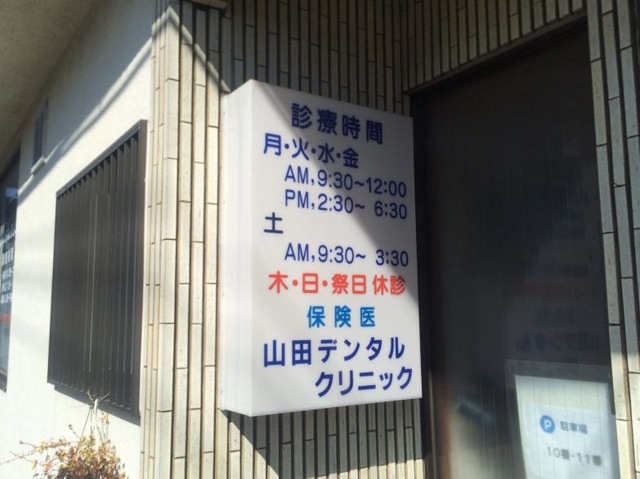 診療時間
月・火・水・金
AM, 9:30〜12:00
PM, 2:30〜 6:30
土
AM, 9:30〜 3:30
木・日・祭日休診
保険医
山田デンタル
クリニック
P 駐車場
10番-11番